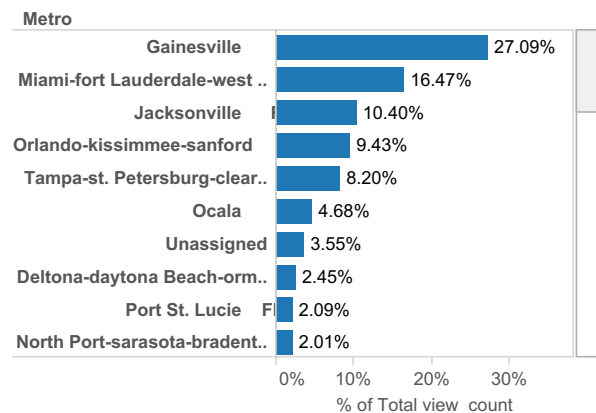 Metro
Gainesville 27.09%
Miami-fort Lauderdale-west .. 16.47%
Jacksonville 10.40%
Orlando-kissimmee-sanford 9.43%
Tampa-st. Petersburg-clear.. 8.20%
Ocala 4.68%
Unassigned 3.55%
Deltona-daytona Beach-orm.. 2.45%
Port St. Lucie 2.09%
North Port-sarasota-bradent.. 2.01%
0% 10% 20% 30%
% of Total view count